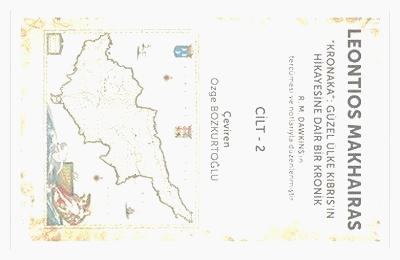 LEONTIOS MAKHAIRAS
"KRONAKA": GÜZEL ÜLKE KIBRIS'IN
HİKAYESİNE DAİR BİR KRONİK
R. M. DAWKINS'in
tercümesi ve notlarıyla düzenlenmiştir
CİLT - 2
Çeviren
Özge BOZKURTOĞLU